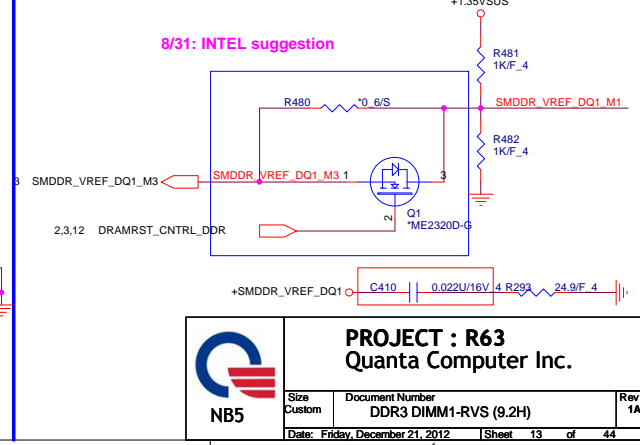 +1.35VSUS
8/31: INTEL suggestion
R481
1K/F_4
R480
*0_6/S
SMDDR_VREF_DQ1_M1
R482
1K/F_4
3
SMDDR_VREF_DQ1_M3
SMDDR_VREF_DQ1_M3
1
3
2
Q1
*ME2320D-G
2,3,12
DRAMRST_CNTRL_DDR
+SMDDR_VREF_DQ1
C410
0.022U/16V_4
R293
24.9/F_4
PROJECT : R63
Quanta Computer Inc.
NB5
Size
Custom
Document Number
DDR3 DIMM1-RVS (9.2H)
Rev
1A
Date: Friday, December 21, 2012
Sheet 13 of 44